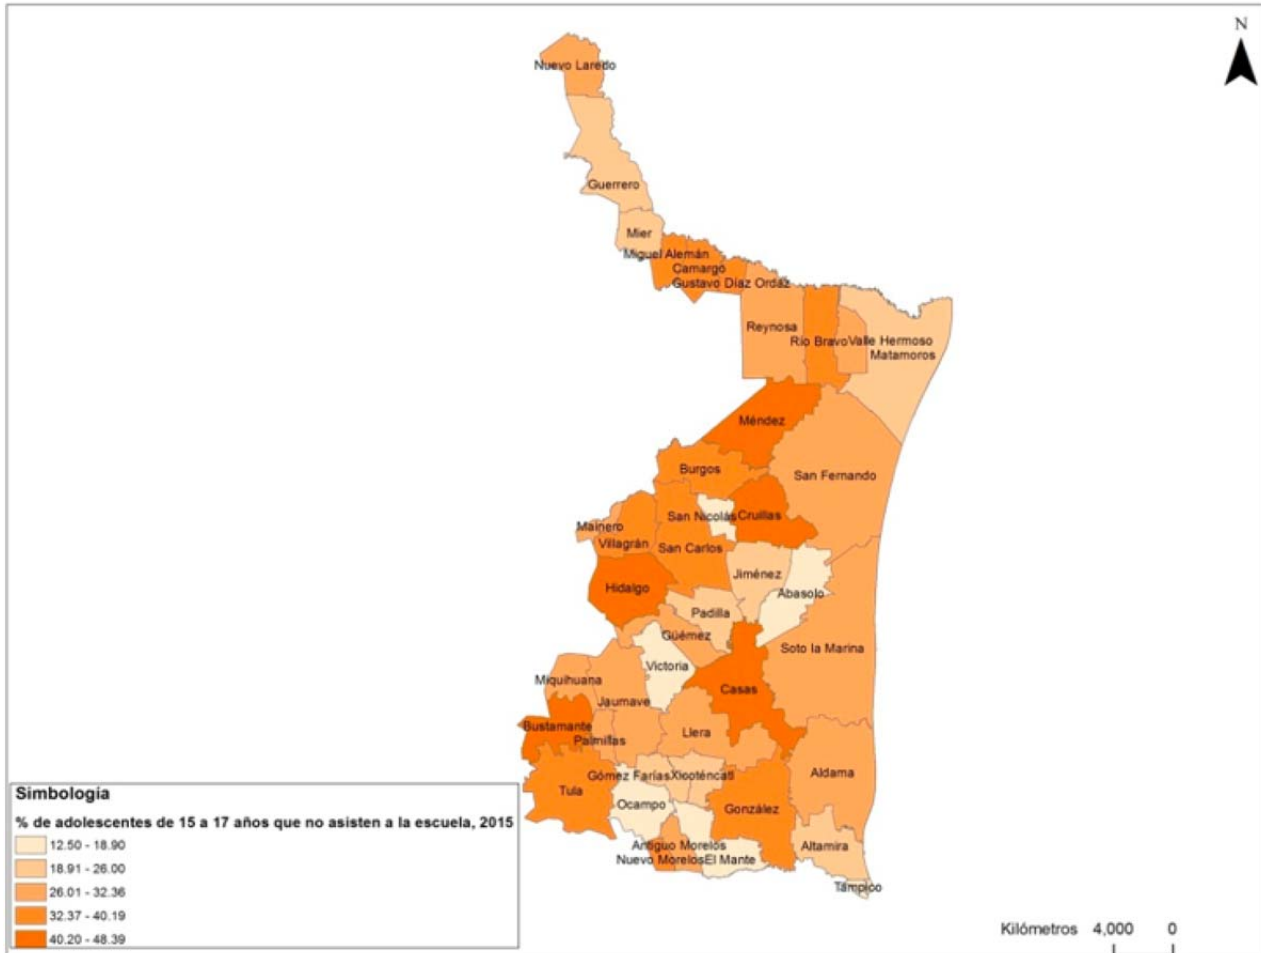 N
Nuevo Laredo
Guerrero
Mier
Miguel Alemán
Camargo
Gustavo Díaz Ordaz
Reynosa
Río Bravo
Valle Hermoso
Matamoros
Méndez
San Fernando
Burgos
San Nicolás
Cruillas
Mainero
Villagrán
San Carlos
Hidalgo
Jiménez
Abasolo
Padilla
Güémez
Soto la Marina
Victoria
Casas
Miquihuana
Jaumave
Bustamante
Palmillas
Llera
Aldama
Tula
Gómez Farías
Xicoténcatl
Ocampo
González
Antiguo Morelos
Nuevo Morelos
El Mante
Altamira
Támpico
Simbología
% de adolescentes de 15 a 17 años que no asisten a la escuela, 2015
12.50 - 18.90
18.91 - 26.00
26.01 - 32.36
32.37 - 40.19
40.20 - 48.39
Kilómetros 4,000 0